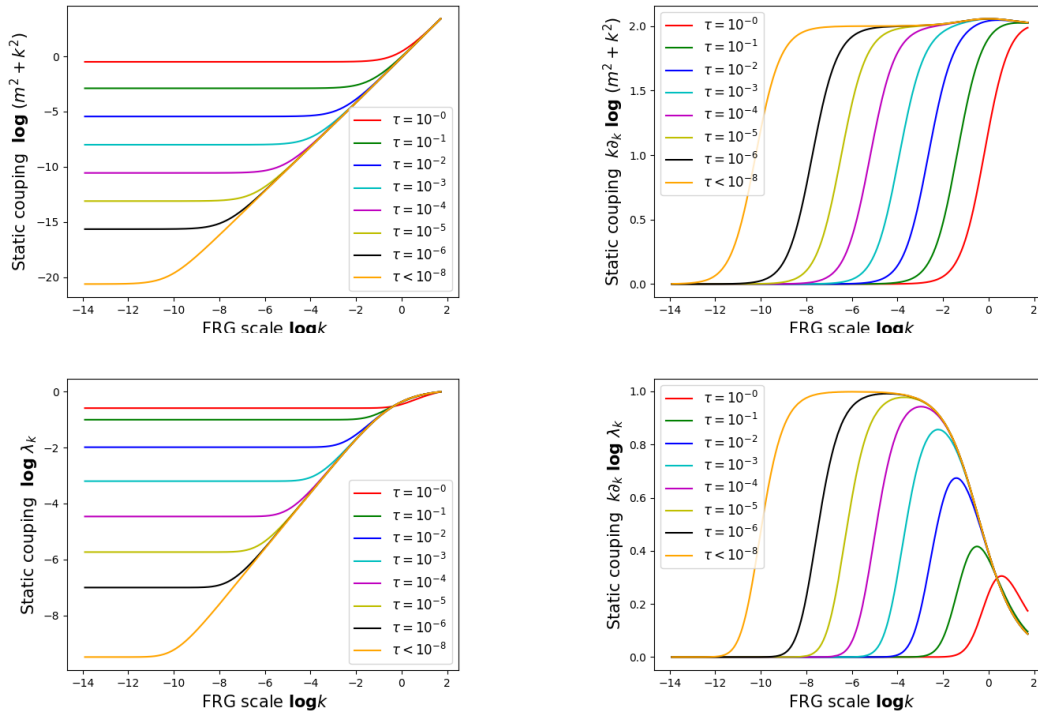 Static couping log (m² + k²)
0
−5
−10
−15
−20
τ = 10⁻⁰
τ = 10⁻¹
τ = 10⁻²
τ = 10⁻³
τ = 10⁻⁴
τ = 10⁻⁵
τ = 10⁻⁶
τ < 10⁻⁸
−14 −12 −10 −8 −6 −4 −2 0 2
FRG scale logk
Static couping k∂ₖ log (m² + k²)
2.0
1.5
1.0
0.5
0.0
τ = 10⁻⁰
τ = 10⁻¹
τ = 10⁻²
τ = 10⁻³
τ = 10⁻⁴
τ = 10⁻⁵
τ = 10⁻⁶
τ < 10⁻⁸
−14 −12 −10 −8 −6 −4 −2 0 2
FRG scale logk
Static couping log λₖ
0
−2
−4
−6
−8
τ = 10⁻⁰
τ = 10⁻¹
τ = 10⁻²
τ = 10⁻³
τ = 10⁻⁴
τ = 10⁻⁵
τ = 10⁻⁶
τ < 10⁻⁸
−14 −12 −10 −8 −6 −4 −2 0 2
FRG scale logk
Static couping k∂ₖ log λₖ
1.0
0.8
0.6
0.4
0.2
0.0
τ = 10⁻⁰
τ = 10⁻¹
τ = 10⁻²
τ = 10⁻³
τ = 10⁻⁴
τ = 10⁻⁵
τ = 10⁻⁶
τ < 10⁻⁸
−14 −12 −10 −8 −6 −4 −2 0 2
FRG scale logk